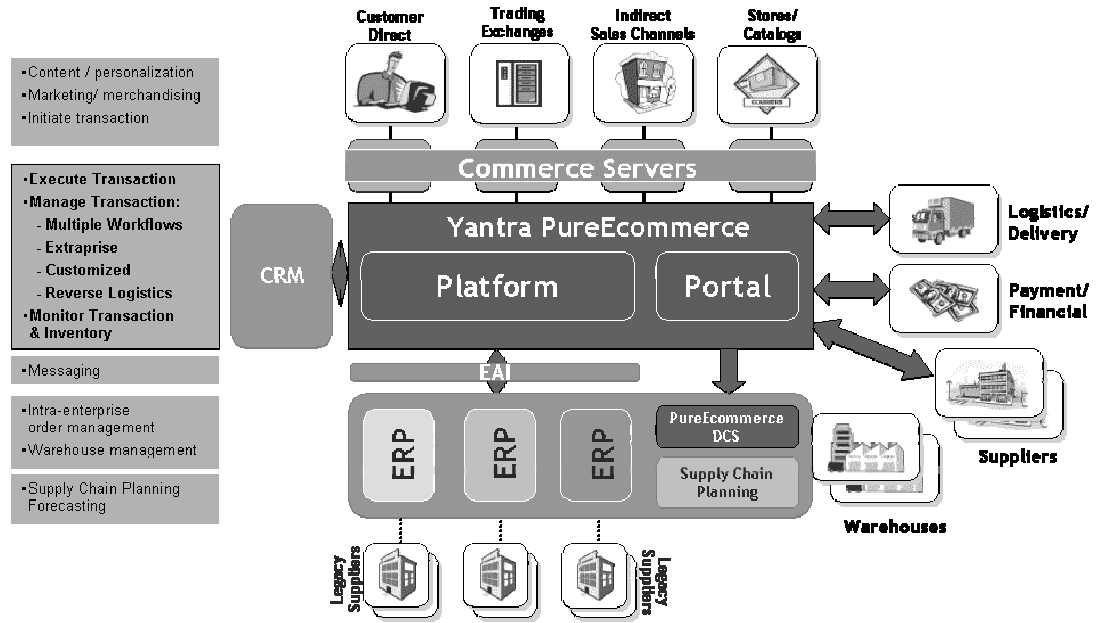 Customer
Direct
Trading
Exchanges
Indirect
Sales Channels
Stores/
Catalogs
▪Content / personalization
▪Marketing/ merchandising
▪Initiate transaction
Commerce Servers
▪Execute Transaction
▪Manage Transaction:
- Multiple Workflows
- Extraprise
- Customized
- Reverse Logistics
▪Monitor Transaction
& Inventory
CRM
Yantra PureEcommerce
Platform
Portal
Logistics/
Delivery
Payment/
Financial
Suppliers
▪Messaging
EAI
▪Intra-enterprise
order management
▪Warehouse management
▪Supply Chain Planning
Forecasting
ERP
ERP
ERP
PureEcommerce
DCS
Supply Chain
Planning
Warehouses
Legacy
Suppliers
Legacy
Suppliers